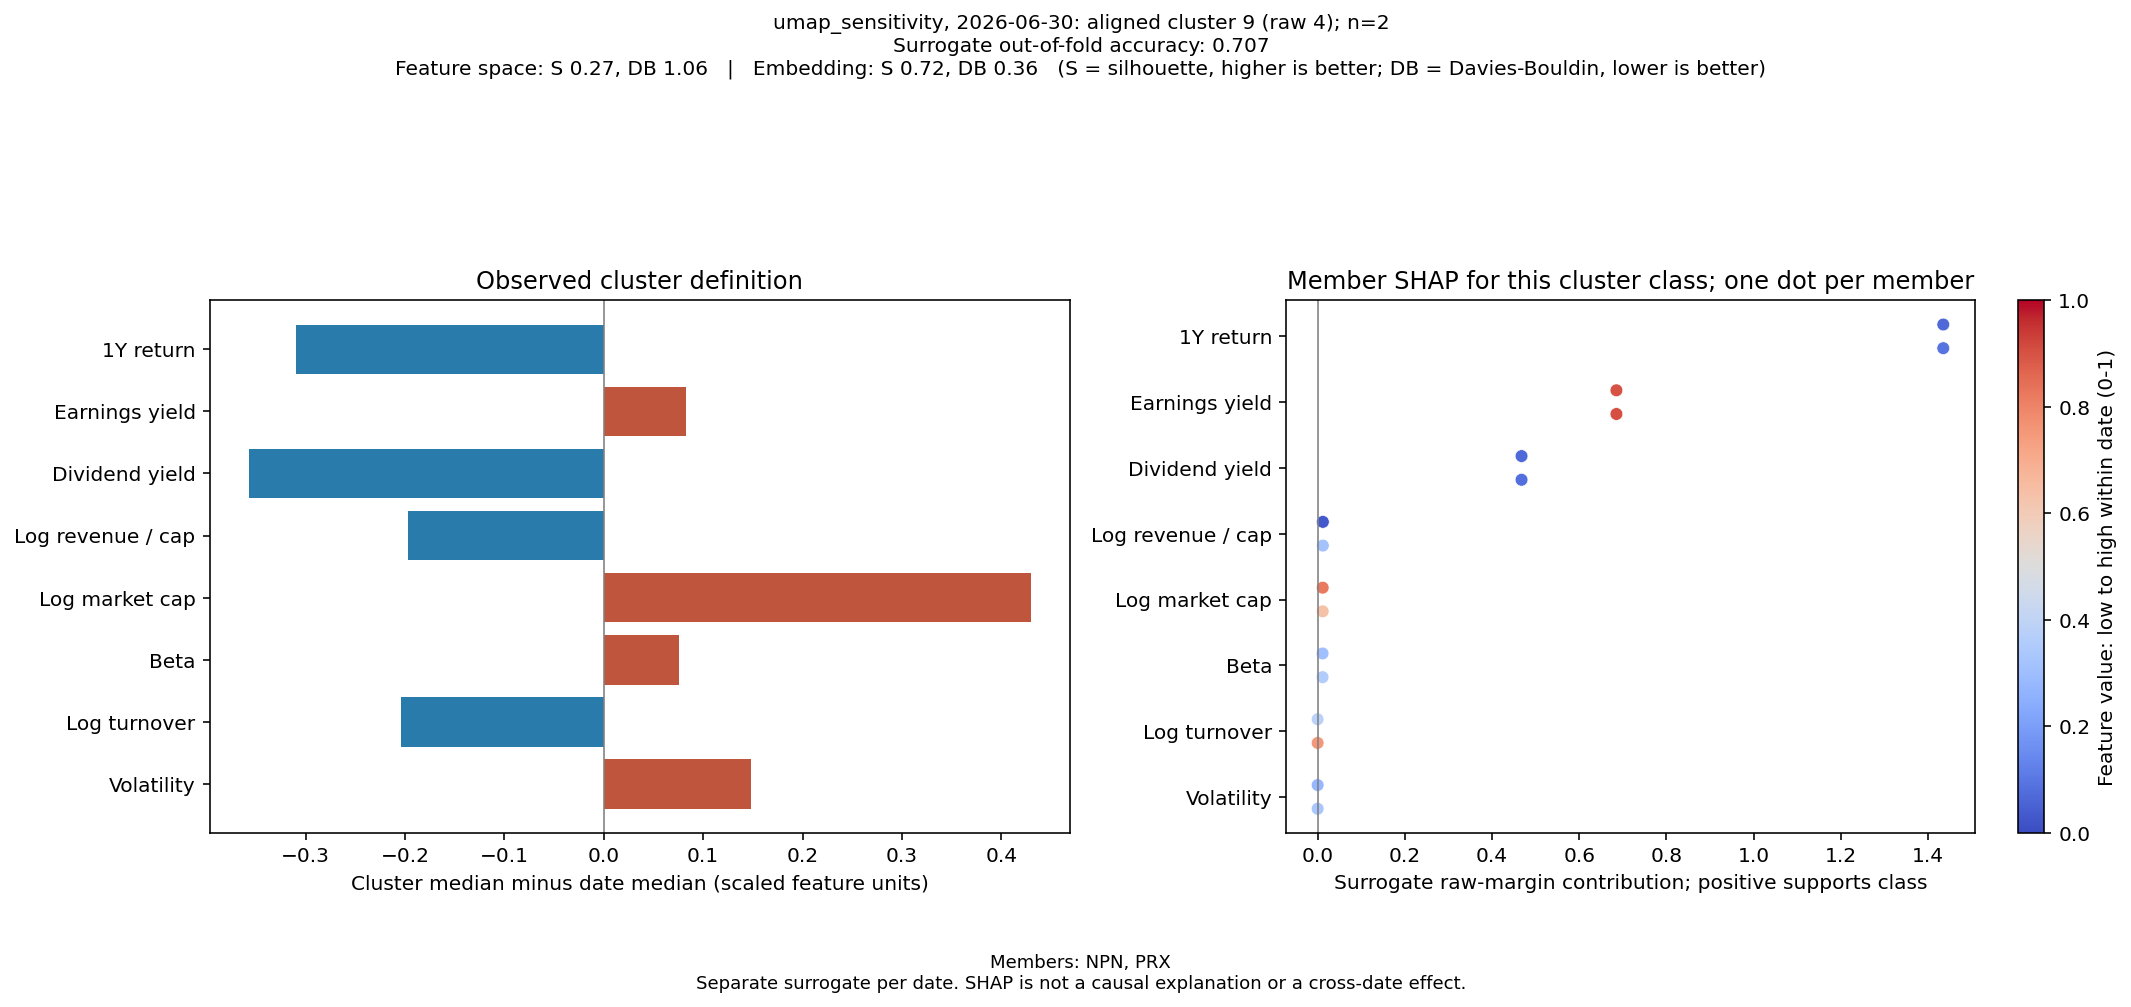 umap_sensitivity, 2026-06-30: aligned cluster 9 (raw 4); n=2
Surrogate out-of-fold accuracy: 0.707
Feature space: S 0.27, DB 1.06   |   Embedding: S 0.72, DB 0.36   (S = silhouette, higher is better; DB = Davies-Bouldin, lower is better)
Observed cluster definition
1Y return
Earnings yield
Dividend yield
Log revenue / cap
Log market cap
Beta
Log turnover
Volatility
−0.3 −0.2 −0.1 0.0 0.1 0.2 0.3 0.4
Cluster median minus date median (scaled feature units)
Member SHAP for this cluster class; one dot per member
1Y return
Earnings yield
Dividend yield
Log revenue / cap
Log market cap
Beta
Log turnover
Volatility
0.0 0.2 0.4 0.6 0.8 1.0 1.2 1.4
Surrogate raw-margin contribution; positive supports class
1.0
0.8
0.6
0.4
0.2
0.0
Feature value: low to high within date (0-1)
Members: NPN, PRX
Separate surrogate per date. SHAP is not a causal explanation or a cross-date effect.